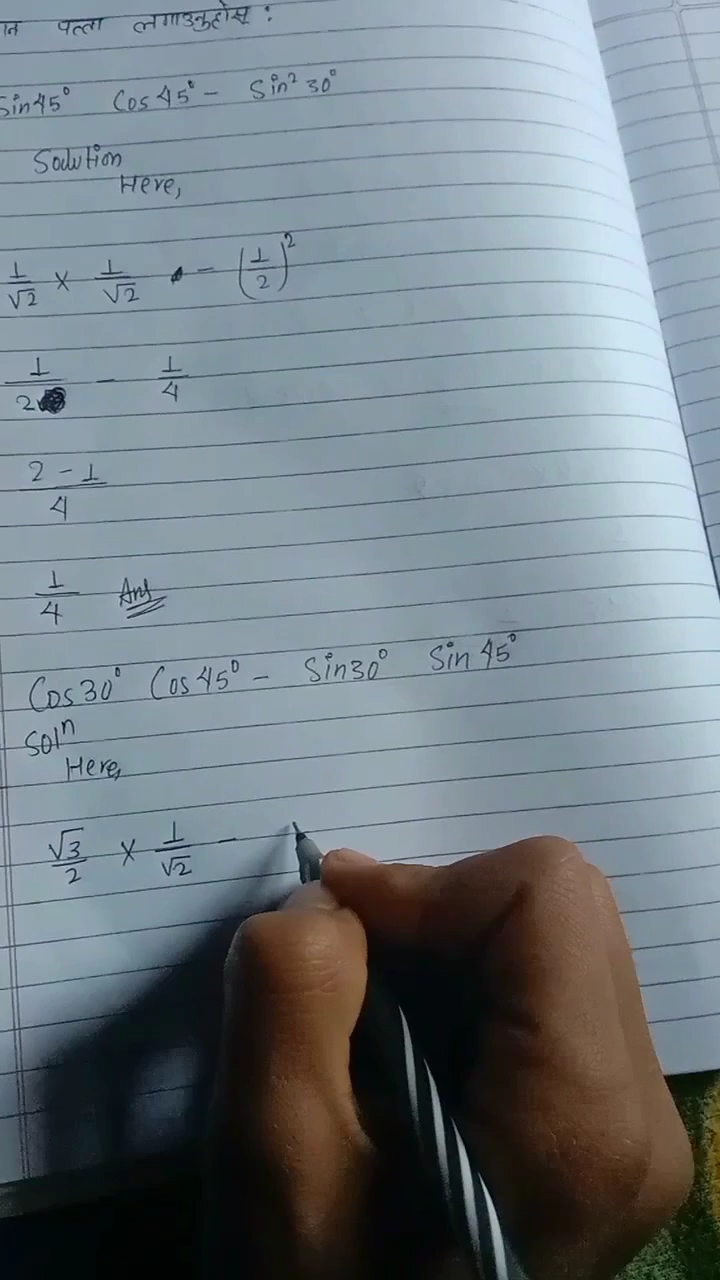 पत्ता लगाउनुहोस् :
Sin45° Cos45° - Sin² 30°
Solution
Here,
1/√2 × 1/√2 - (1/2)²
1/2 - 1/4
2 - 1/4
1/4 Ans
Cos30° Cos45° - Sin30° Sin45°
Solⁿ
Here,
√3/2 × 1/√2 -